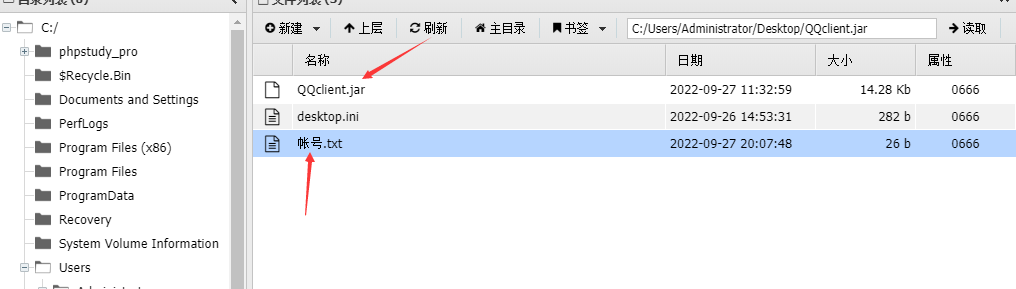 新建 上层 刷新 主目录 书签 C:/Users/Administrator/Desktop/QQclient.jar 读取
名称 日期 大小 属性
QQclient.jar 2022-09-27 11:32:59 14.28 Kb 0666
desktop.ini 2022-09-26 14:53:31 282 b 0666
帐号.txt 2022-09-27 20:07:48 26 b 0666
C:/
phpstudy_pro
$Recycle.Bin
Documents and Settings
PerfLogs
Program Files (x86)
Program Files
ProgramData
Recovery
System Volume Information
Users